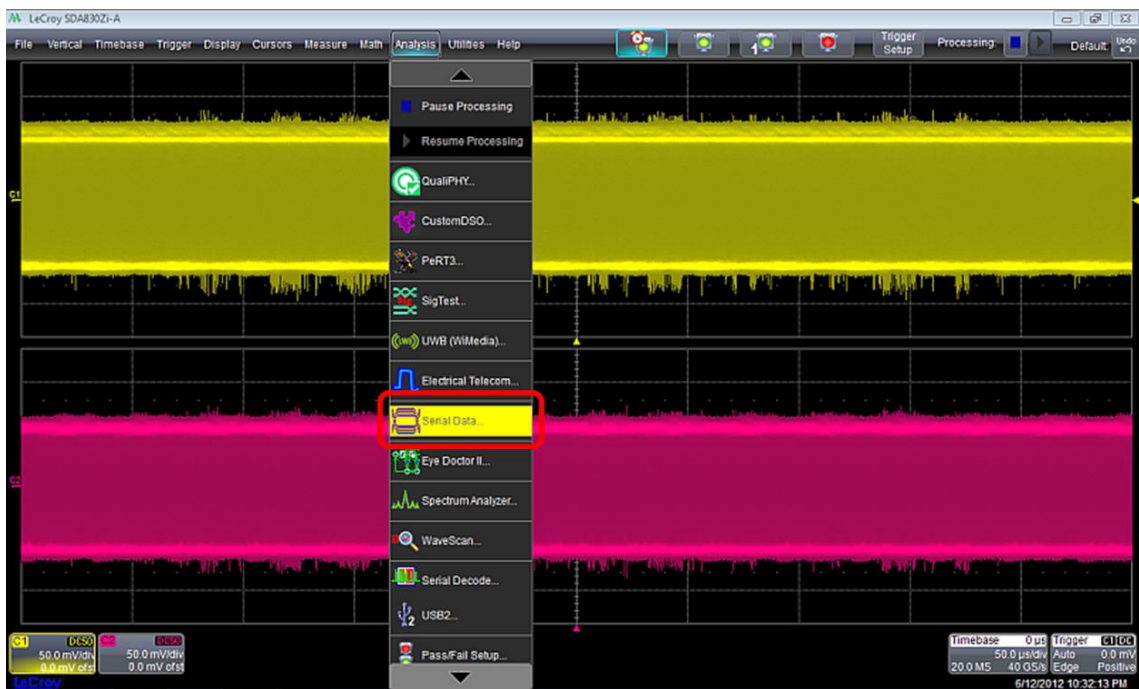 LeCroy SDA830Zi-A
File Vertical Timebase Trigger Display Cursors Measure Math Analysis Utilities Help
Trigger Setup
Processing:
Default
Undo
Pause Processing
Resume Processing
QualiPHY...
CustomDSO...
PeRT3...
SigTest...
UWB (WiMedia)...
Electrical Telecom...
Serial Data...
Eye Doctor II...
Spectrum Analyzer...
WaveScan...
Serial Decode...
USB2...
Pass/Fail Setup...
C1
C2
C1 DC50
50.0 mV/div
0.0 mV ofst
C2 DC50
50.0 mV/div
0.0 mV ofst
Timebase 0 µs
50.0 µs/div
20.0 MS 40 GS/s
Trigger C1 DC
Auto 0.0 mV
Edge Positive
LeCroy
6/12/2012 10:32:13 PM